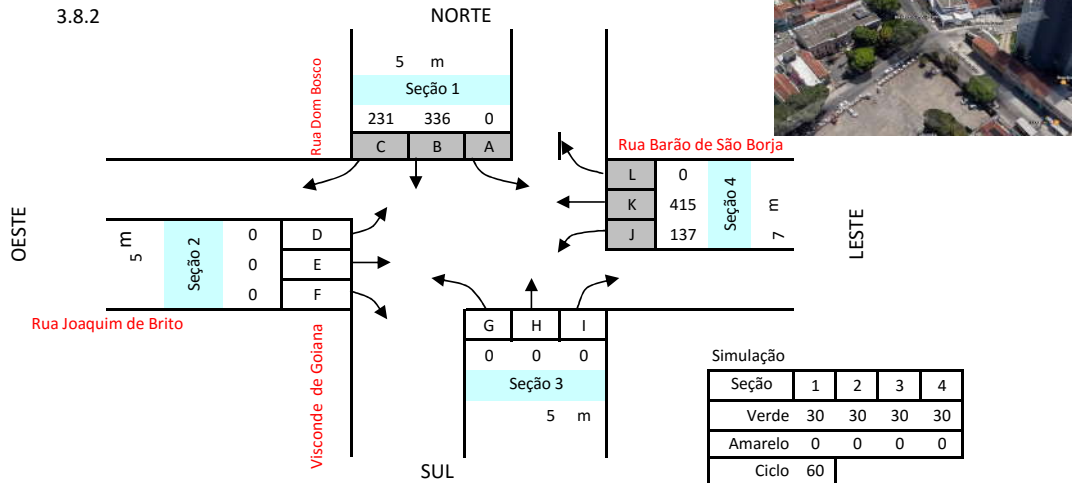 3.8.2
NORTE
5 m
Seção 1
231 336 0
C B A
Rua Dom Bosco
Rua Barão de São Borja
L 0
K 415
J 137
Seção 4
7 m
LESTE
OESTE
5 m
Seção 2
0 D
0 E
0 F
Rua Joaquim de Brito
Visconde de Goiana
G H I
0 0 0
Seção 3
5 m
SUL
Simulação
Seção 1 2 3 4
Verde 30 30 30 30
Amarelo 0 0 0 0
Ciclo 60